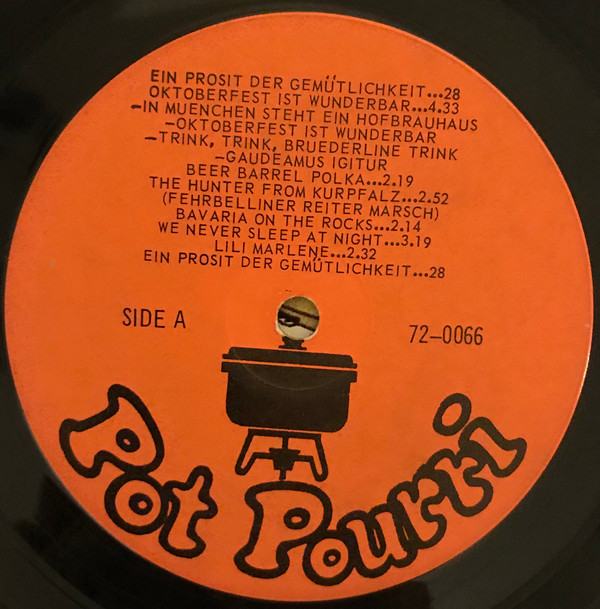 EIN PROSIT DER GEMÜTLICHKEIT...28
OKTOBERFEST IST WUNDERBAR...4.33
-IN MUENCHEN STEHT EIN HOFBRAUHAUS
-OKTOBERFEST IST WUNDERBAR
-TRINK, TRINK, BRUEDERLINE TRINK
-GAUDEAMUS IGITUR
BEER BARREL POLKA...2.19
THE HUNTER FROM KURPFALZ...2.52
(FEHRBELLINER REITER MARSCH)
BAVARIA ON THE ROCKS...2.14
WE NEVER SLEEP AT NIGHT...3.19
LILI MARLENE...2.32
EIN PROSIT DER GEMÜTLICHKEIT...28
SIDE A
72-0066
Pot Pourri